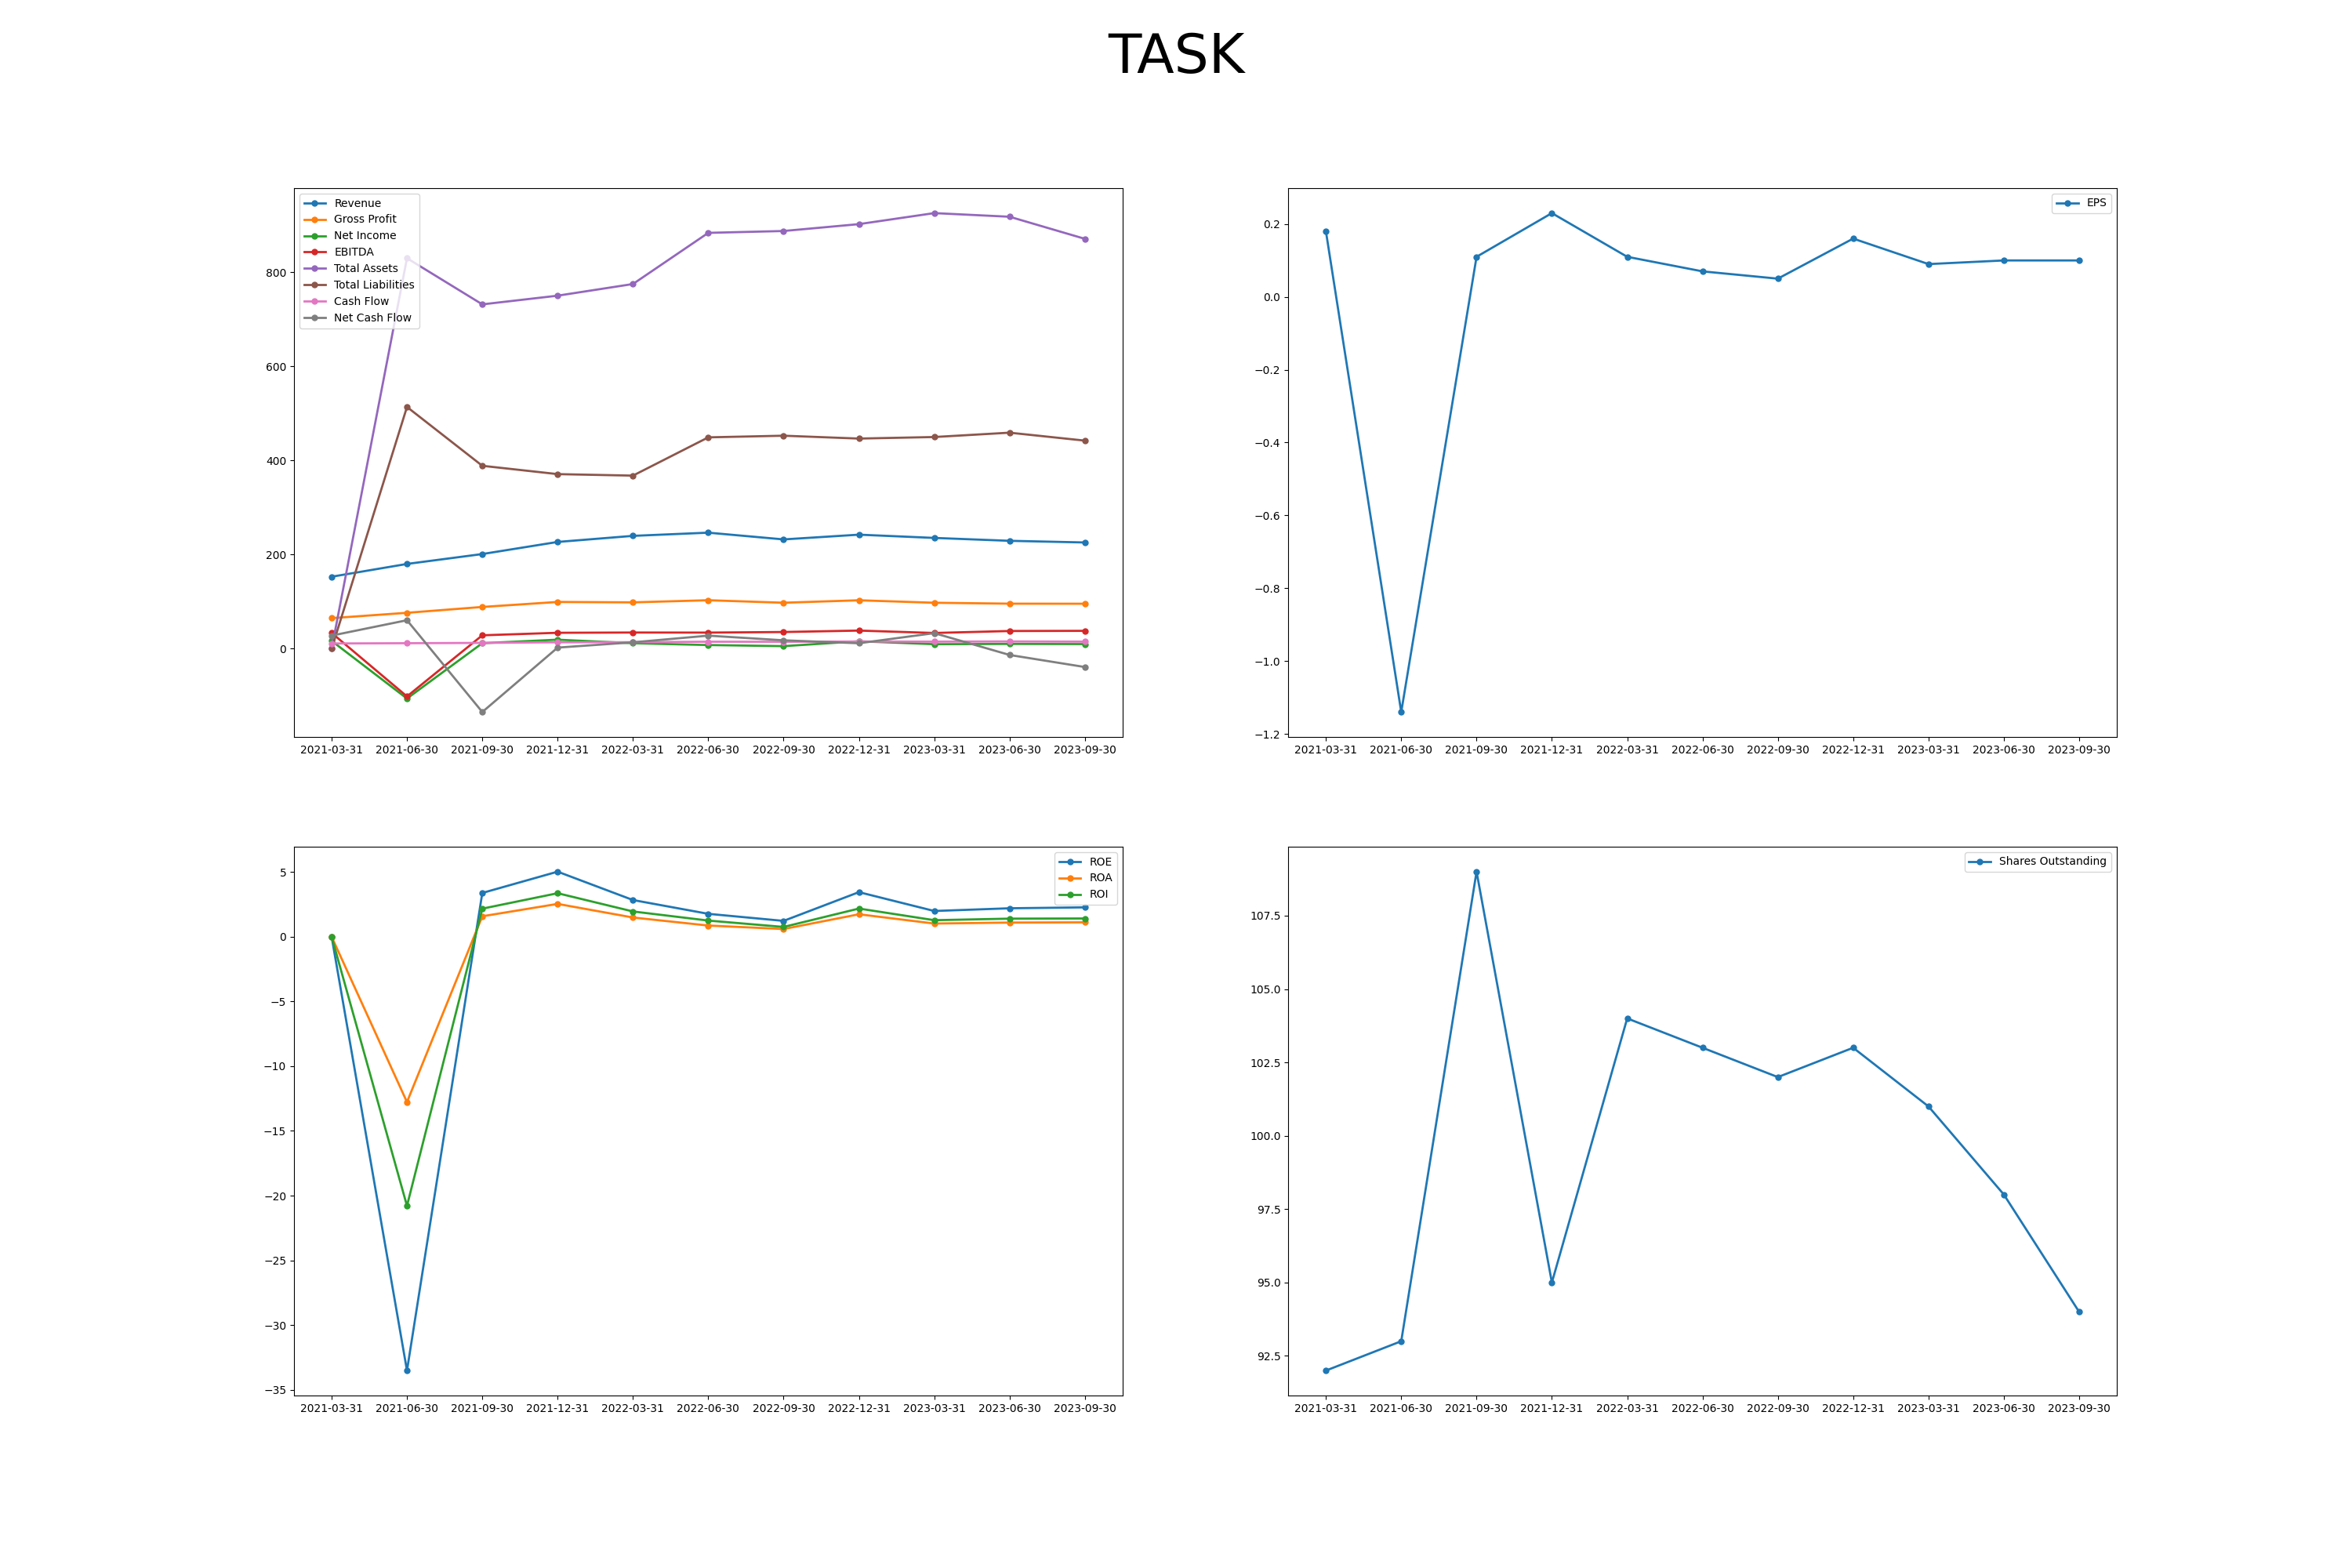 TASK
Revenue
Gross Profit
Net Income
EBITDA
Total Assets
Total Liabilities
Cash Flow
Net Cash Flow
800
600
400
200
0
2021-03-31 2021-06-30 2021-09-30 2021-12-31 2022-03-31 2022-06-30 2022-09-30 2022-12-31 2023-03-31 2023-06-30 2023-09-30
EPS
0.2
0.0
−0.2
−0.4
−0.6
−0.8
−1.0
−1.2
2021-03-31 2021-06-30 2021-09-30 2021-12-31 2022-03-31 2022-06-30 2022-09-30 2022-12-31 2023-03-31 2023-06-30 2023-09-30
ROE
ROA
ROI
5
0
−5
−10
−15
−20
−25
−30
−35
2021-03-31 2021-06-30 2021-09-30 2021-12-31 2022-03-31 2022-06-30 2022-09-30 2022-12-31 2023-03-31 2023-06-30 2023-09-30
Shares Outstanding
107.5
105.0
102.5
100.0
97.5
95.0
92.5
2021-03-31 2021-06-30 2021-09-30 2021-12-31 2022-03-31 2022-06-30 2022-09-30 2022-12-31 2023-03-31 2023-06-30 2023-09-30